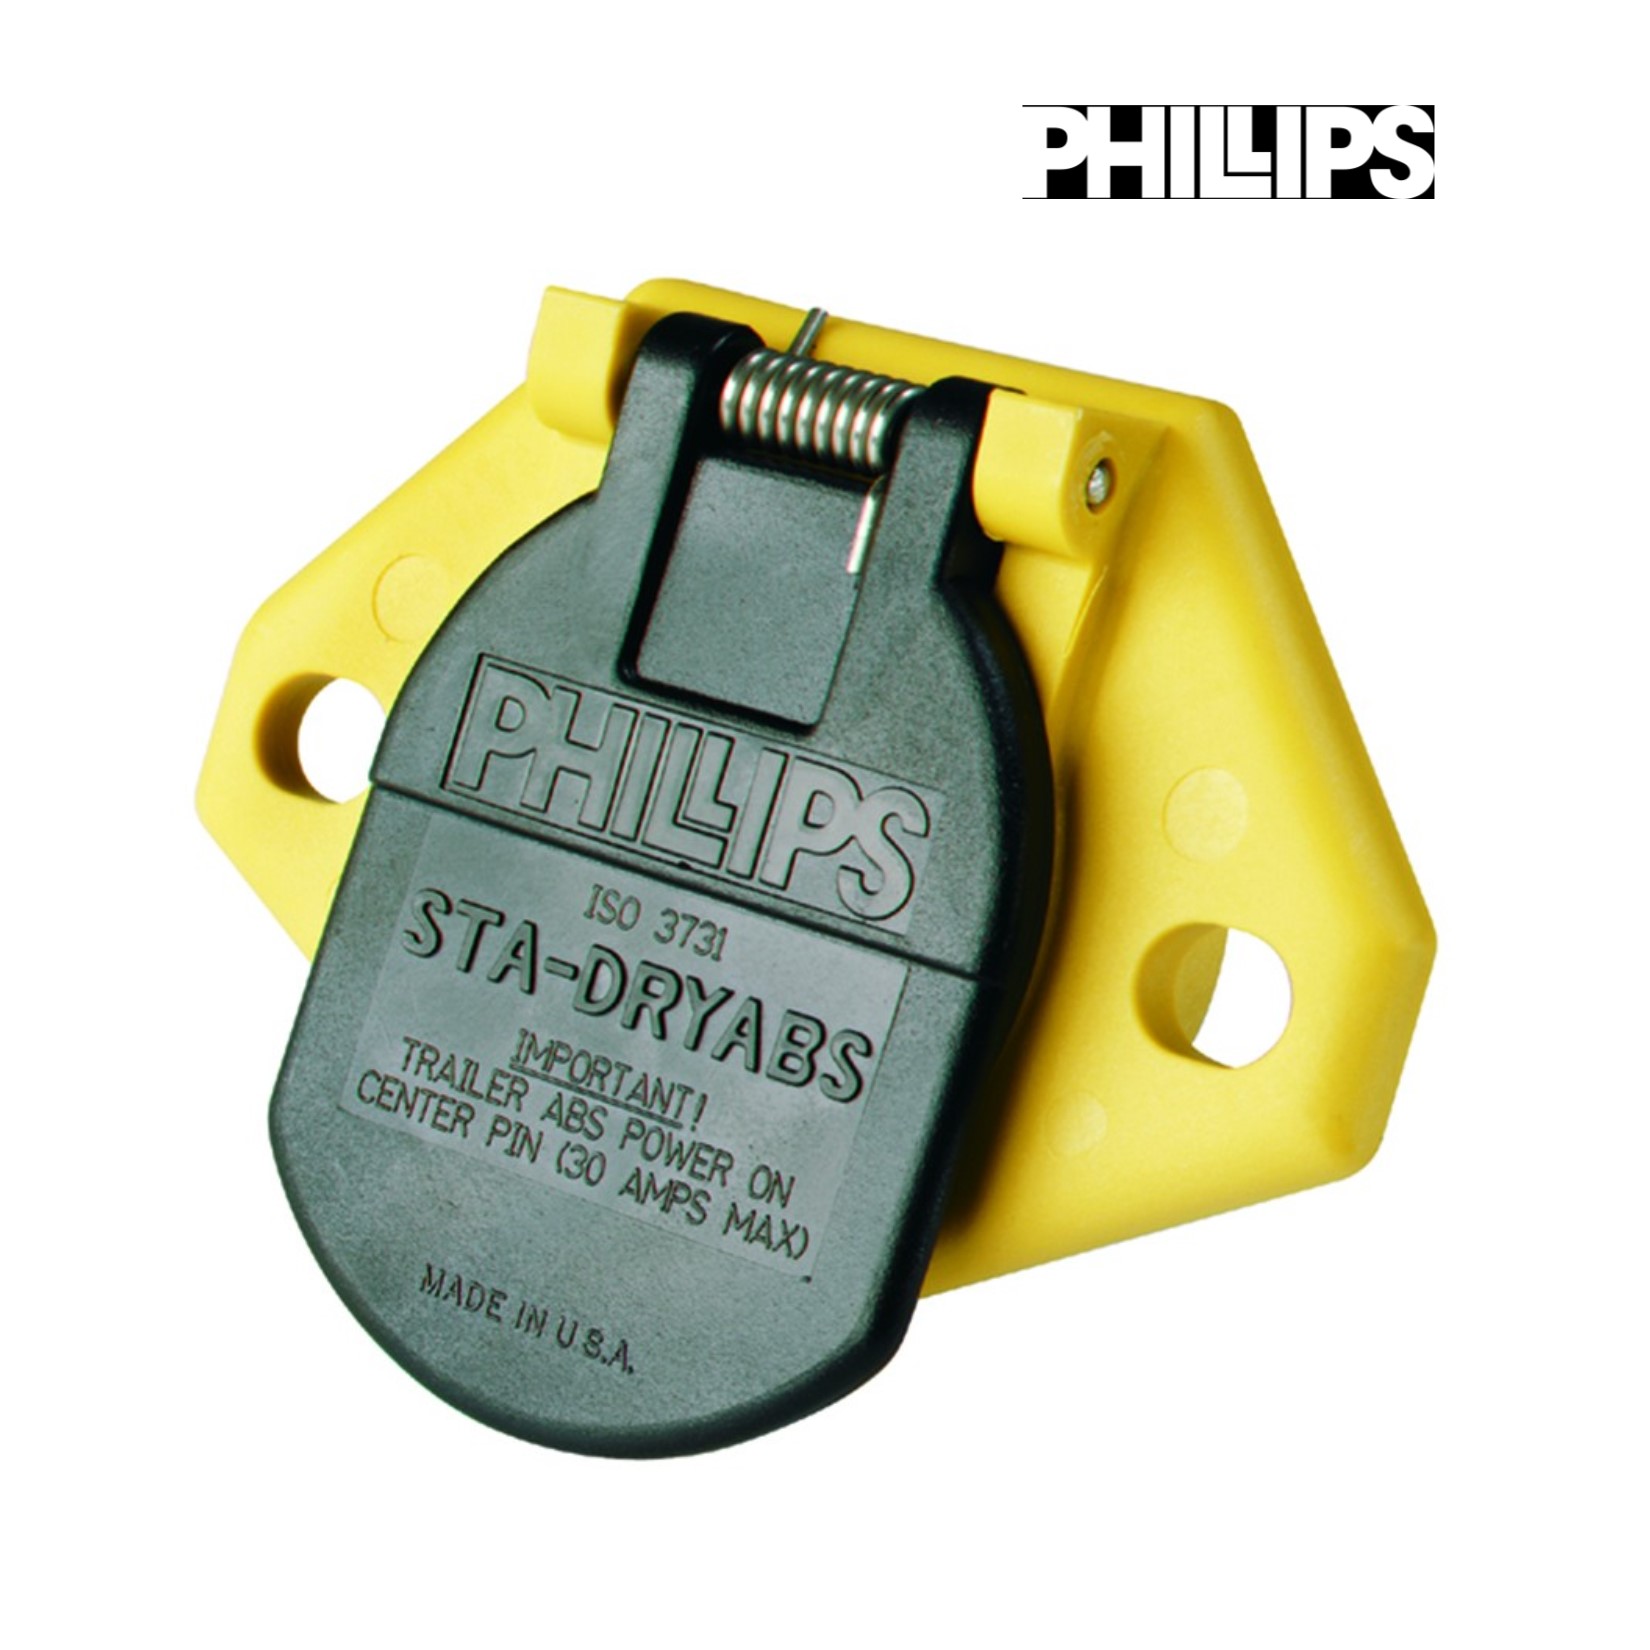 PHILLIPS
PHILLIPS
ISO 3731
STA-DRYABS
IMPORTANT!
TRAILER ABS POWER ON
CENTER PIN (30 AMPS MAX)
MADE IN U.S.A.